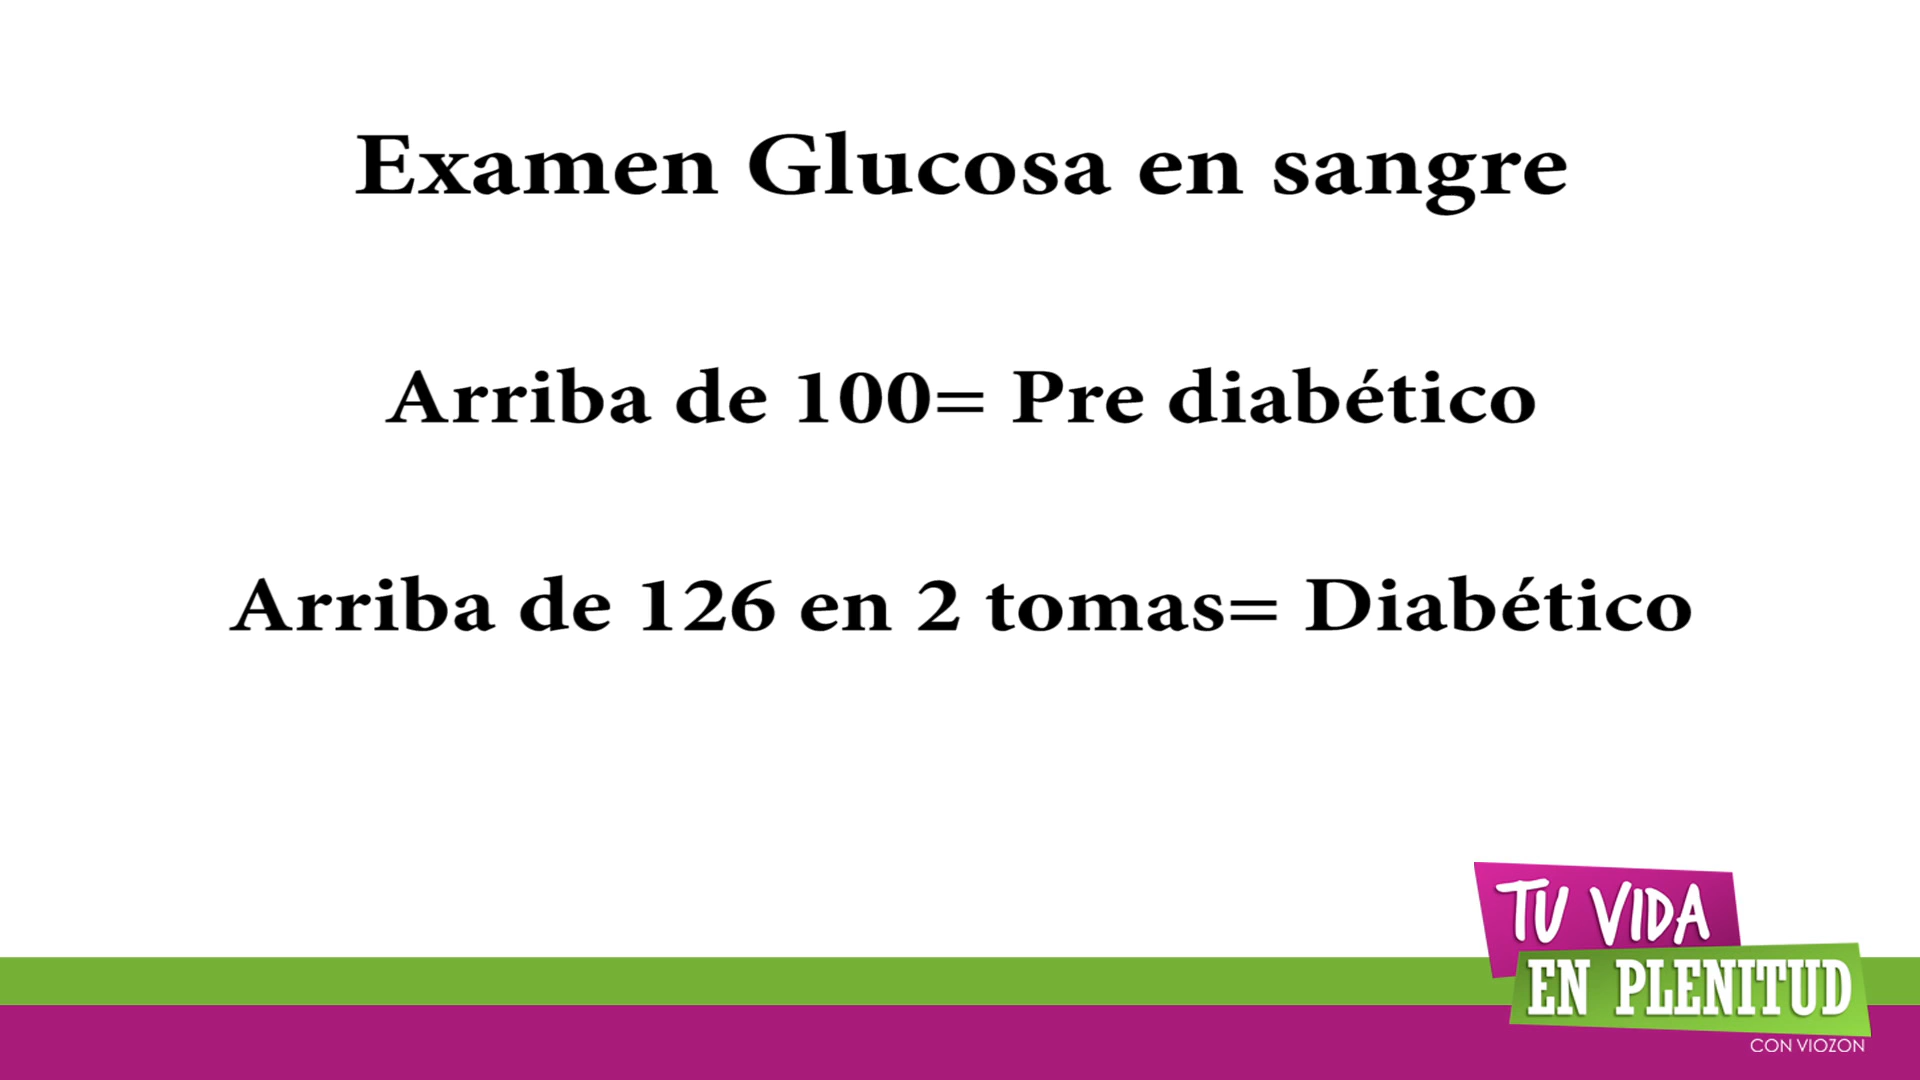 Examen Glucosa en sangre
Arriba de 100= Pre diabético
Arriba de 126 en 2 tomas= Diabético
TU VIDA
EN PLENITUD
CON VIOZON